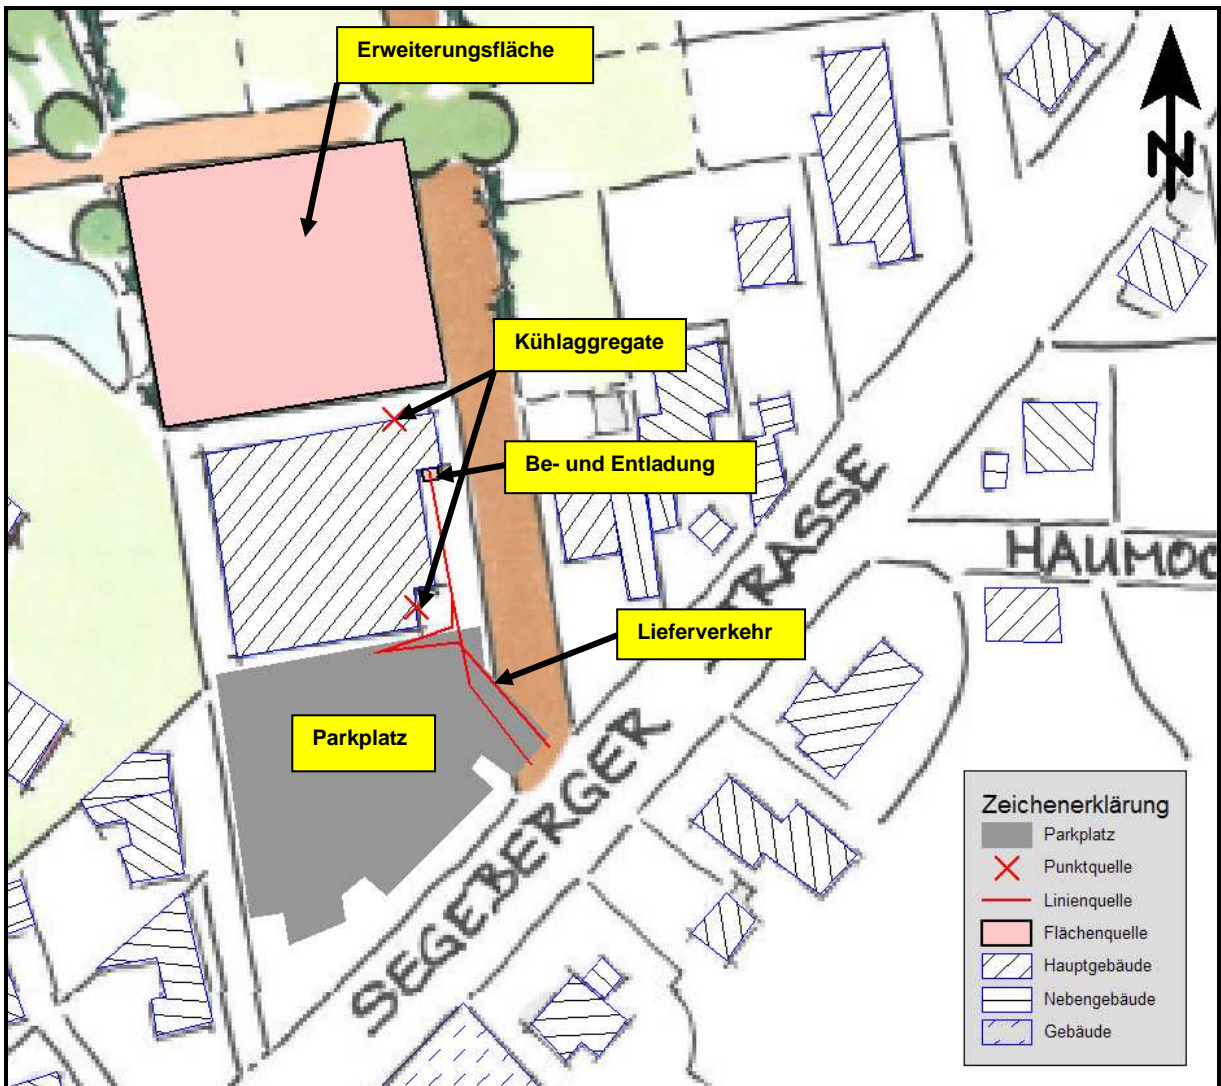 Erweiterungsfläche
N
Kühlaggregate
Be- und Entladung
HAUMOO
Lieferverkehr
Parkplatz
SEGEBERGER STRASSE
Zeichenerklärung
Parkplatz
Punktquelle
Linienquelle
Flächenquelle
Hauptgebäude
Nebengebäude
Gebäude